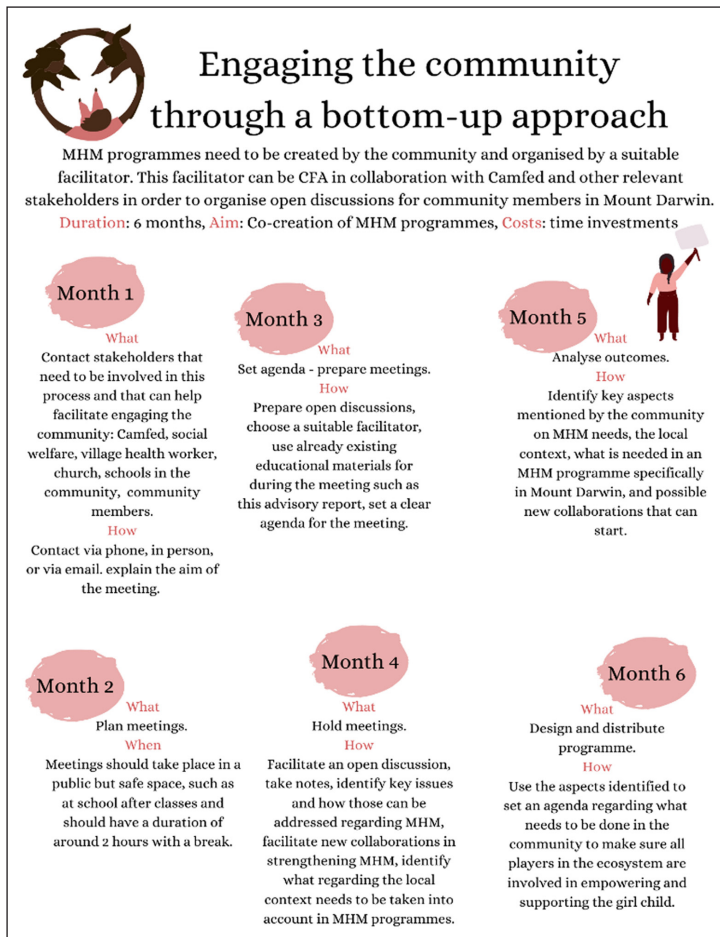 Engaging the community
through a bottom-up approach
MHM programmes need to be created by the community and organised by a suitable
facilitator. This facilitator can be CFA in collaboration with Camfed and other relevant
stakeholders in order to organise open discussions for community members in Mount Darwin.
Duration: 6 months, Aim: Co-creation of MHM programmes, Costs: time investments
Month 1
What
Contact stakeholders that
need to be involved in this
process and that can help
facilitate engaging the
community: Camfed, social
welfare, village health worker,
church, schools in the
community, community
members.
How
Contact via phone, in person,
or via email. explain the aim of
the meeting.
Month 2
What
Plan meetings.
When
Meetings should take place in a
public but safe space, such as
at school after classes and
should have a duration of
around 2 hours with a break.
Month 3
What
Set agenda - prepare meetings.
How
Prepare open discussions,
choose a suitable facilitator,
use already existing
educational materials for
during the meeting such as
this advisory report, set a clear
agenda for the meeting.
Month 4
What
Hold meetings.
How
Facilitate an open discussion,
take notes, identify key issues
and how those can be
addressed regarding MHM,
facilitate new collaborations in
strengthening MHM, identify
what regarding the local
context needs to be taken into
account in MHM programmes.
Month 5
What
Analyse outcomes.
How
Identify key aspects
mentioned by the community
on MHM needs, the local
context, what is needed in an
MHM programme specifically
in Mount Darwin, and possible
new collaborations that can
start.
Month 6
What
Design and distribute
programme.
How
Use the aspects identified to
set an agenda regarding what
needs to be done in the
community to make sure all
players in the ecosystem are
involved in empowering and
supporting the girl child.